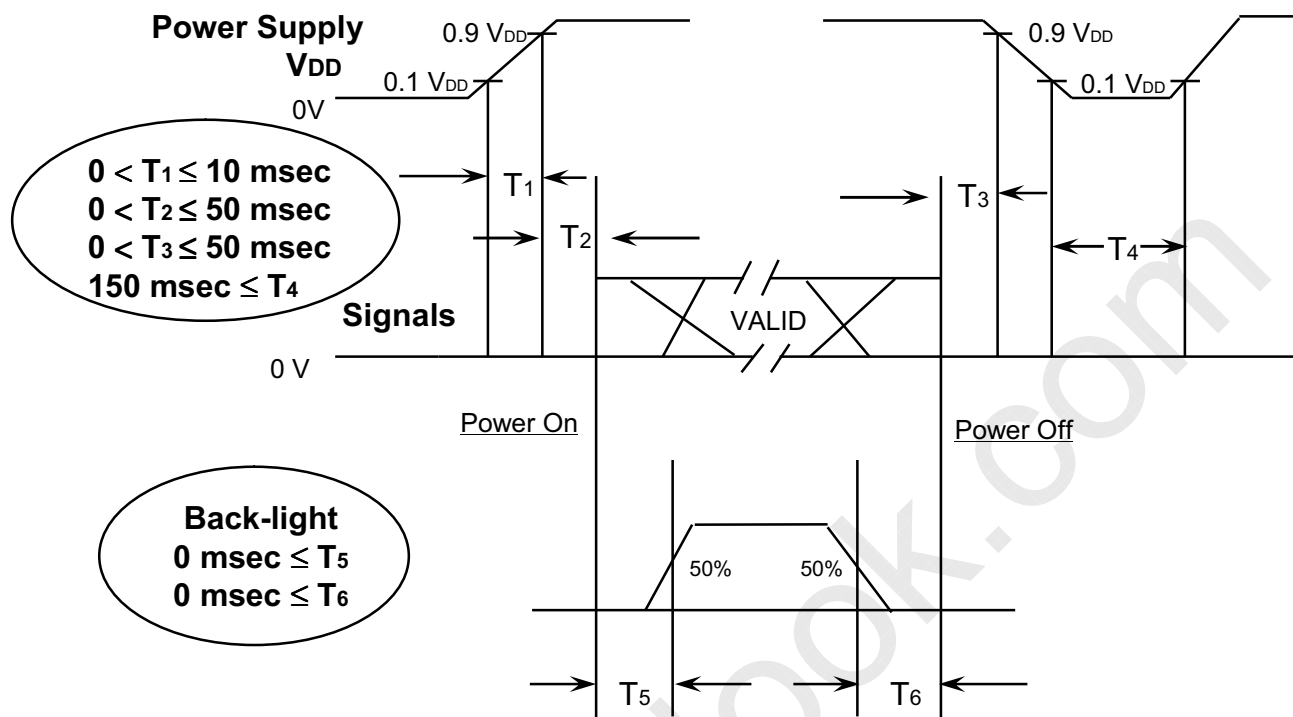 Power Supply
VDD
0.9 VDD
0.1 VDD
0V
0.9 VDD
0.1 VDD
0 < T1 ≤ 10 msec
0 < T2 ≤ 50 msec
0 < T3 ≤ 50 msec
150 msec ≤ T4
T1
T2
T3
T4
Signals
VALID
0 V
Power On
Power Off
Back-light
0 msec ≤ T5
0 msec ≤ T6
50%
50%
T5
T6
ook.com